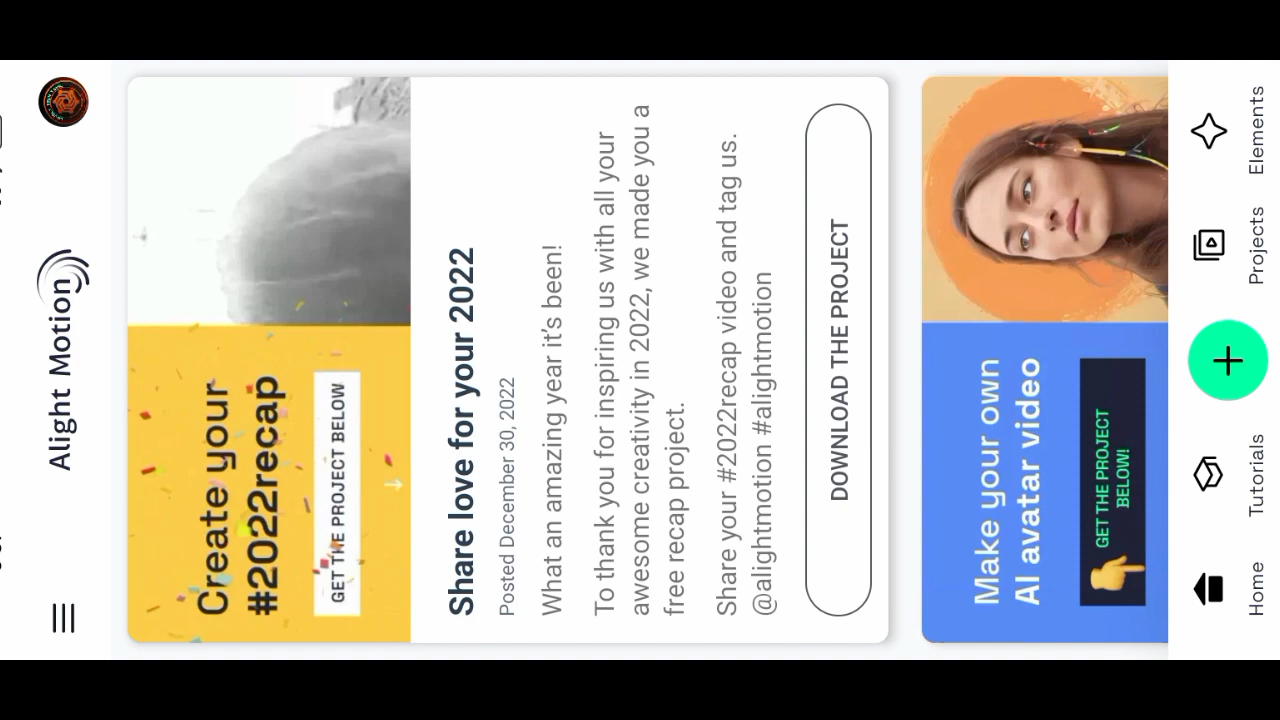 Alight Motion
Create your
#2022recap
GET THE PROJECT BELOW
Share love for your 2022
Posted December 30, 2022
What an amazing year it's been!
To thank you for inspiring us with all your
awesome creativity in 2022, we made you a
free recap project.
Share your #2022recap video and tag us.
@alightmotion #alightmotion
DOWNLOAD THE PROJECT
Make your own
AI avatar video
GET THE PROJECT
BELOW!
Home
Tutorials
Projects
Elements